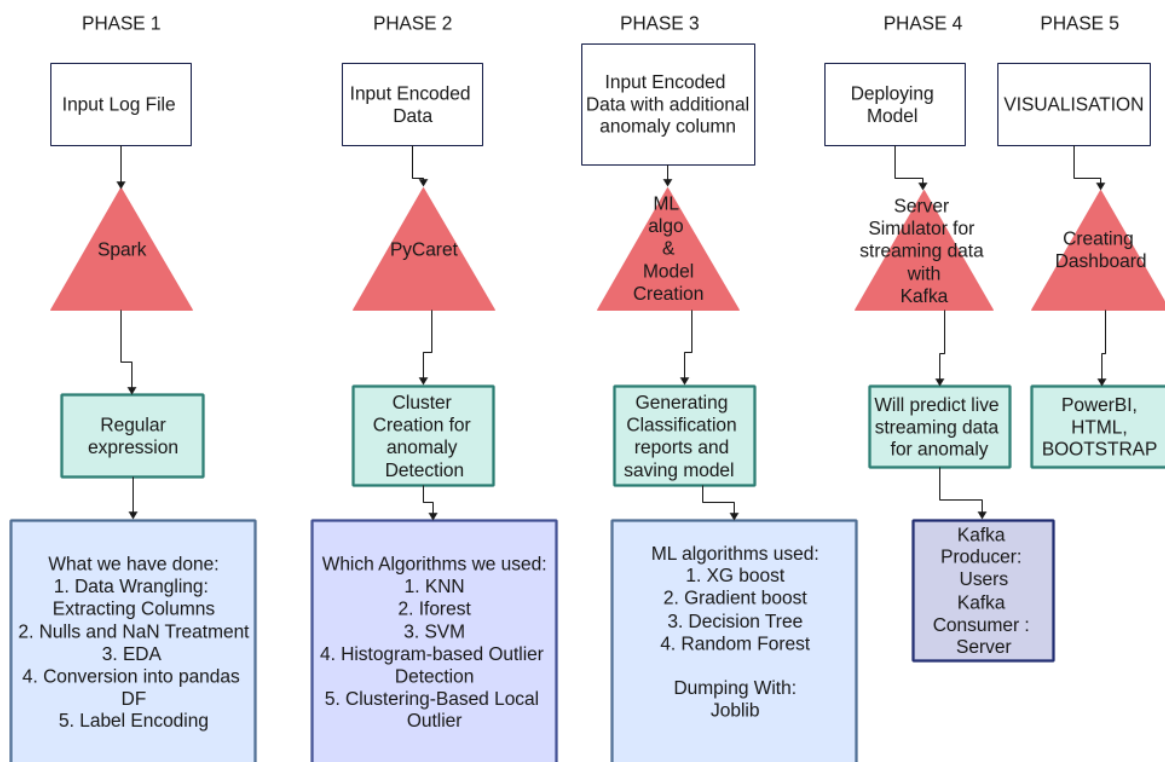 PHASE 1
Input Log File
Spark
Regular
expression
What we have done:
1. Data Wrangling:
Extracting Columns
2. Nulls and NaN Treatment
3. EDA
4. Conversion into pandas
DF
5. Label Encoding
PHASE 2
Input Encoded
Data
PyCaret
Cluster
Creation for
anomaly
Detection
Which Algorithms we used:
1. KNN
2. Iforest
3. SVM
4. Histogram-based Outlier
Detection
5. Clustering-Based Local
Outlier
PHASE 3
Input Encoded
Data with additional
anomaly column
ML
algo
&
Model
Creation
Generating
Classification
reports and
saving model
ML algorithms used:
1. XG boost
2. Gradient boost
3. Decision Tree
4. Random Forest
Dumping With:
Joblib
PHASE 4
Deploying
Model
Server
Simulator for
streaming data
with
Kafka
Will predict live
streaming data
for anomaly
Kafka
Producer:
Users
Kafka
Consumer :
Server
PHASE 5
VISUALISATION
Creating
Dashboard
PowerBI,
HTML,
BOOTSTRAP